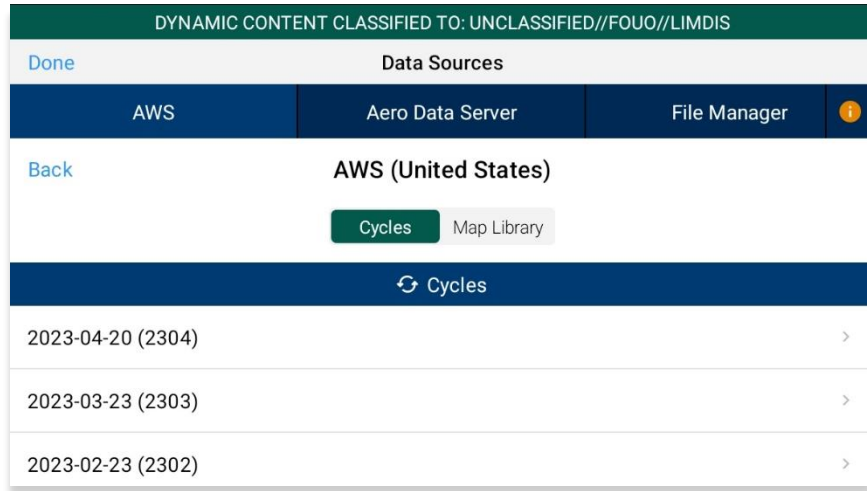 DYNAMIC CONTENT CLASSIFIED TO: UNCLASSIFIED//FOUO//LIMDIS
Done Data Sources
AWS Aero Data Server File Manager i
Back AWS (United States)
Cycles Map Library
Cycles
2023-04-20 (2304)
2023-03-23 (2303)
2023-02-23 (2302)